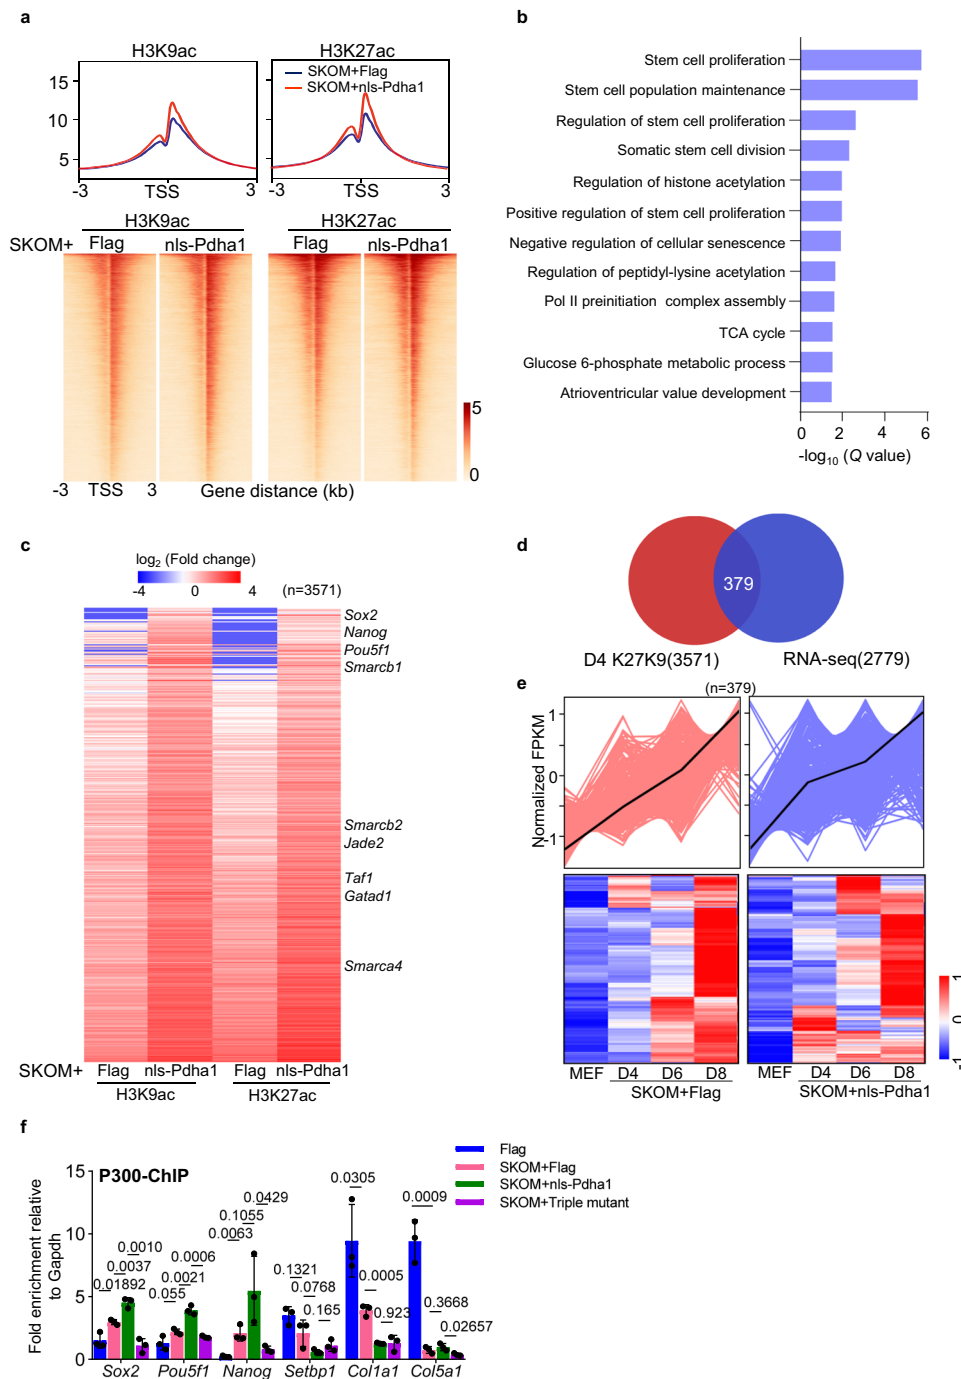 a
H3K9ac
H3K27ac
SKOM+Flag
SKOM+nls-Pdha1
15
10
5
-3 TSS 3
-3 TSS 3
H3K9ac
H3K27ac
SKOM+ Flag nls-Pdha1 Flag nls-Pdha1
5
0
-3 TSS 3 Gene distance (kb)
b
Stem cell proliferation
Stem cell population maintenance
Regulation of stem cell proliferation
Somatic stem cell division
Regulation of histone acetylation
Positive regulation of stem cell proliferation
Negative regulation of cellular senescence
Regulation of peptidyl-lysine acetylation
Pol II preinitiation complex assembly
TCA cycle
Glucose 6-phosphate metabolic process
Atrioventricular value development
0 2 4 6
-log10 (Q value)
c
log2 (Fold change)
-4 0 4 (n=3571)
Sox2
Nanog
Pou5f1
Smarcb1
Smarcb2
Jade2
Taf1
Gatad1
Smarca4
SKOM+ Flag nls-Pdha1 Flag nls-Pdha1
H3K9ac H3K27ac
d
379
D4 K27K9(3571) RNA-seq(2779)
e
(n=379)
Normalized FPKM
1
0
-1
MEF D4 D6 D8
SKOM+Flag
MEF D4 D6 D8
SKOM+nls-Pdha1
1
0
-1
f
P300-ChIP
Flag
SKOM+Flag
SKOM+nls-Pdha1
SKOM+Triple mutant
Fold enrichment relative
to Gapdh
15
10
5
0
0.01892
0.0037
0.0010
0.055
0.0021
0.0006
0.0063
0.1055
0.0429
0.1321
0.0768
0.165
0.0305
0.0005
0.923
0.0009
0.3668
0.02657
Sox2 Pou5f1 Nanog Setbp1 Col1a1 Col5a1